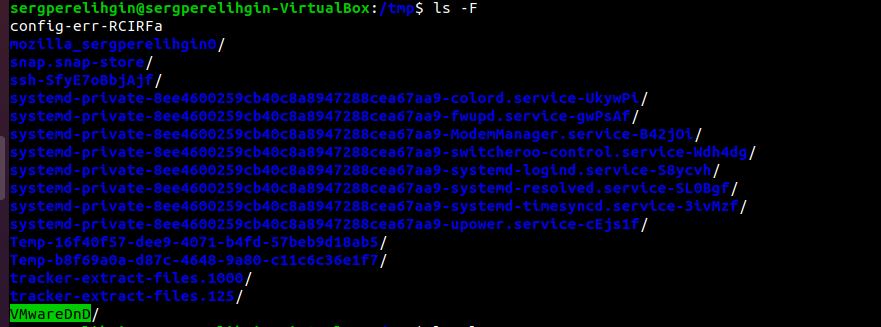 sergperelihgin@sergperelihgin-VirtualBox:/tmp$ ls -F
config-err-RCIRFa
mozilla_sergperelihgin0/
snap.snap-store/
ssh-SfyE7oBbjAjf/
systemd-private-8ee4600259cb40c8a8947288cea67aa9-colord.service-UkywPi/
systemd-private-8ee4600259cb40c8a8947288cea67aa9-fwupd.service-gwPsAf/
systemd-private-8ee4600259cb40c8a8947288cea67aa9-ModemManager.service-B42jOi/
systemd-private-8ee4600259cb40c8a8947288cea67aa9-switcheroo-control.service-Wdh4dg/
systemd-private-8ee4600259cb40c8a8947288cea67aa9-systemd-logind.service-S8ycvh/
systemd-private-8ee4600259cb40c8a8947288cea67aa9-systemd-resolved.service-SLOBgf/
systemd-private-8ee4600259cb40c8a8947288cea67aa9-systemd-timesyncd.service-3ivMzf/
systemd-private-8ee4600259cb40c8a8947288cea67aa9-upower.service-cEjs1f/
Temp-16f40f57-dee9-4071-b4fd-57beb9d18ab5/
Temp-b8f69a0a-d87c-4648-9a80-c11c6c36e1f7/
tracker-extract-files.1000/
tracker-extract-files.125/
VMwareDnD/